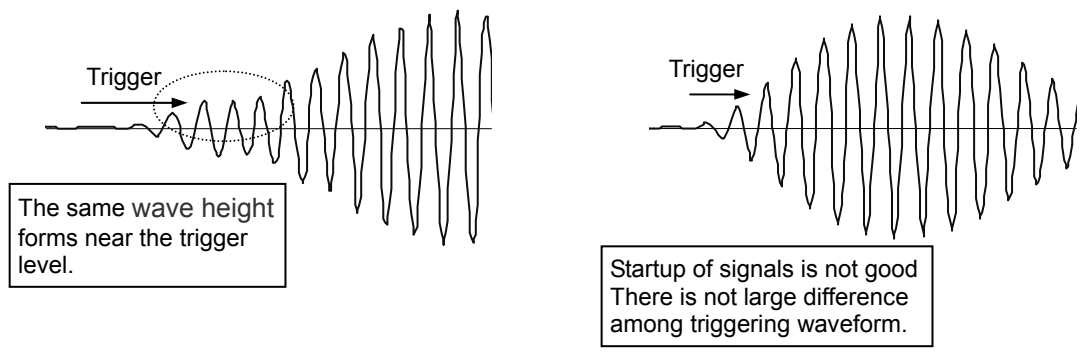 Trigger
The same wave height
forms near the trigger
level.
Trigger
Startup of signals is not good
There is not large difference
among triggering waveform.